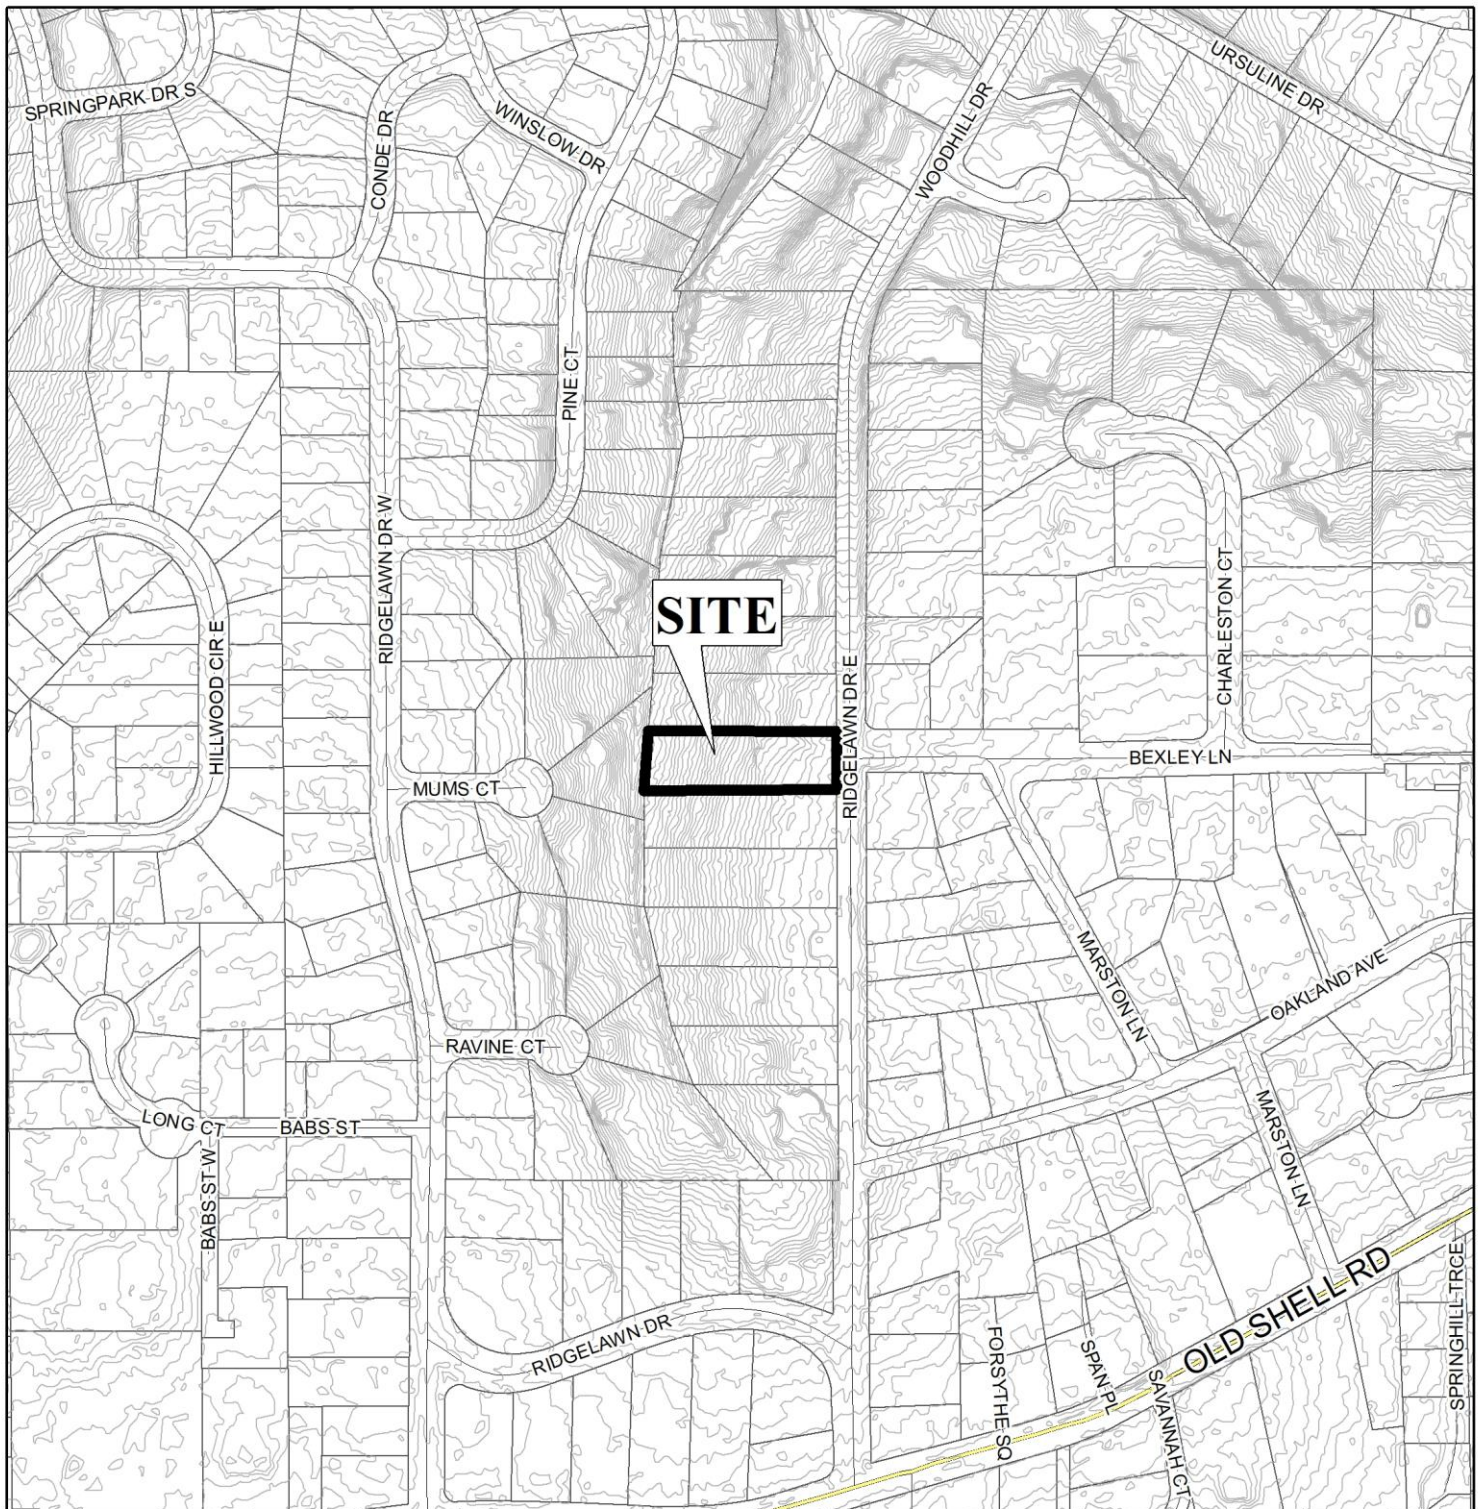 URSULINE DR
SPRINGPARK DR S
WINSLOW DR
CONDE DR
WOODHILL DR
PINE CT
RIDGELAWN DR W
CHARLESTON CT
SITE
HILLWOOD CIR E
RIDGELAWN DR E
BEXLEY LN
MUMS CT
MARSTON LN
OAKLAND AVE
RAVINE CT
LONG CT
BABS ST
MARSTON LN
BABS ST W
OLD SHELL RD
SPRINGHILL TRCE
RIDGELAWN DR
FORSYTHE SQ
SPAN PL
SAVANNAH CT